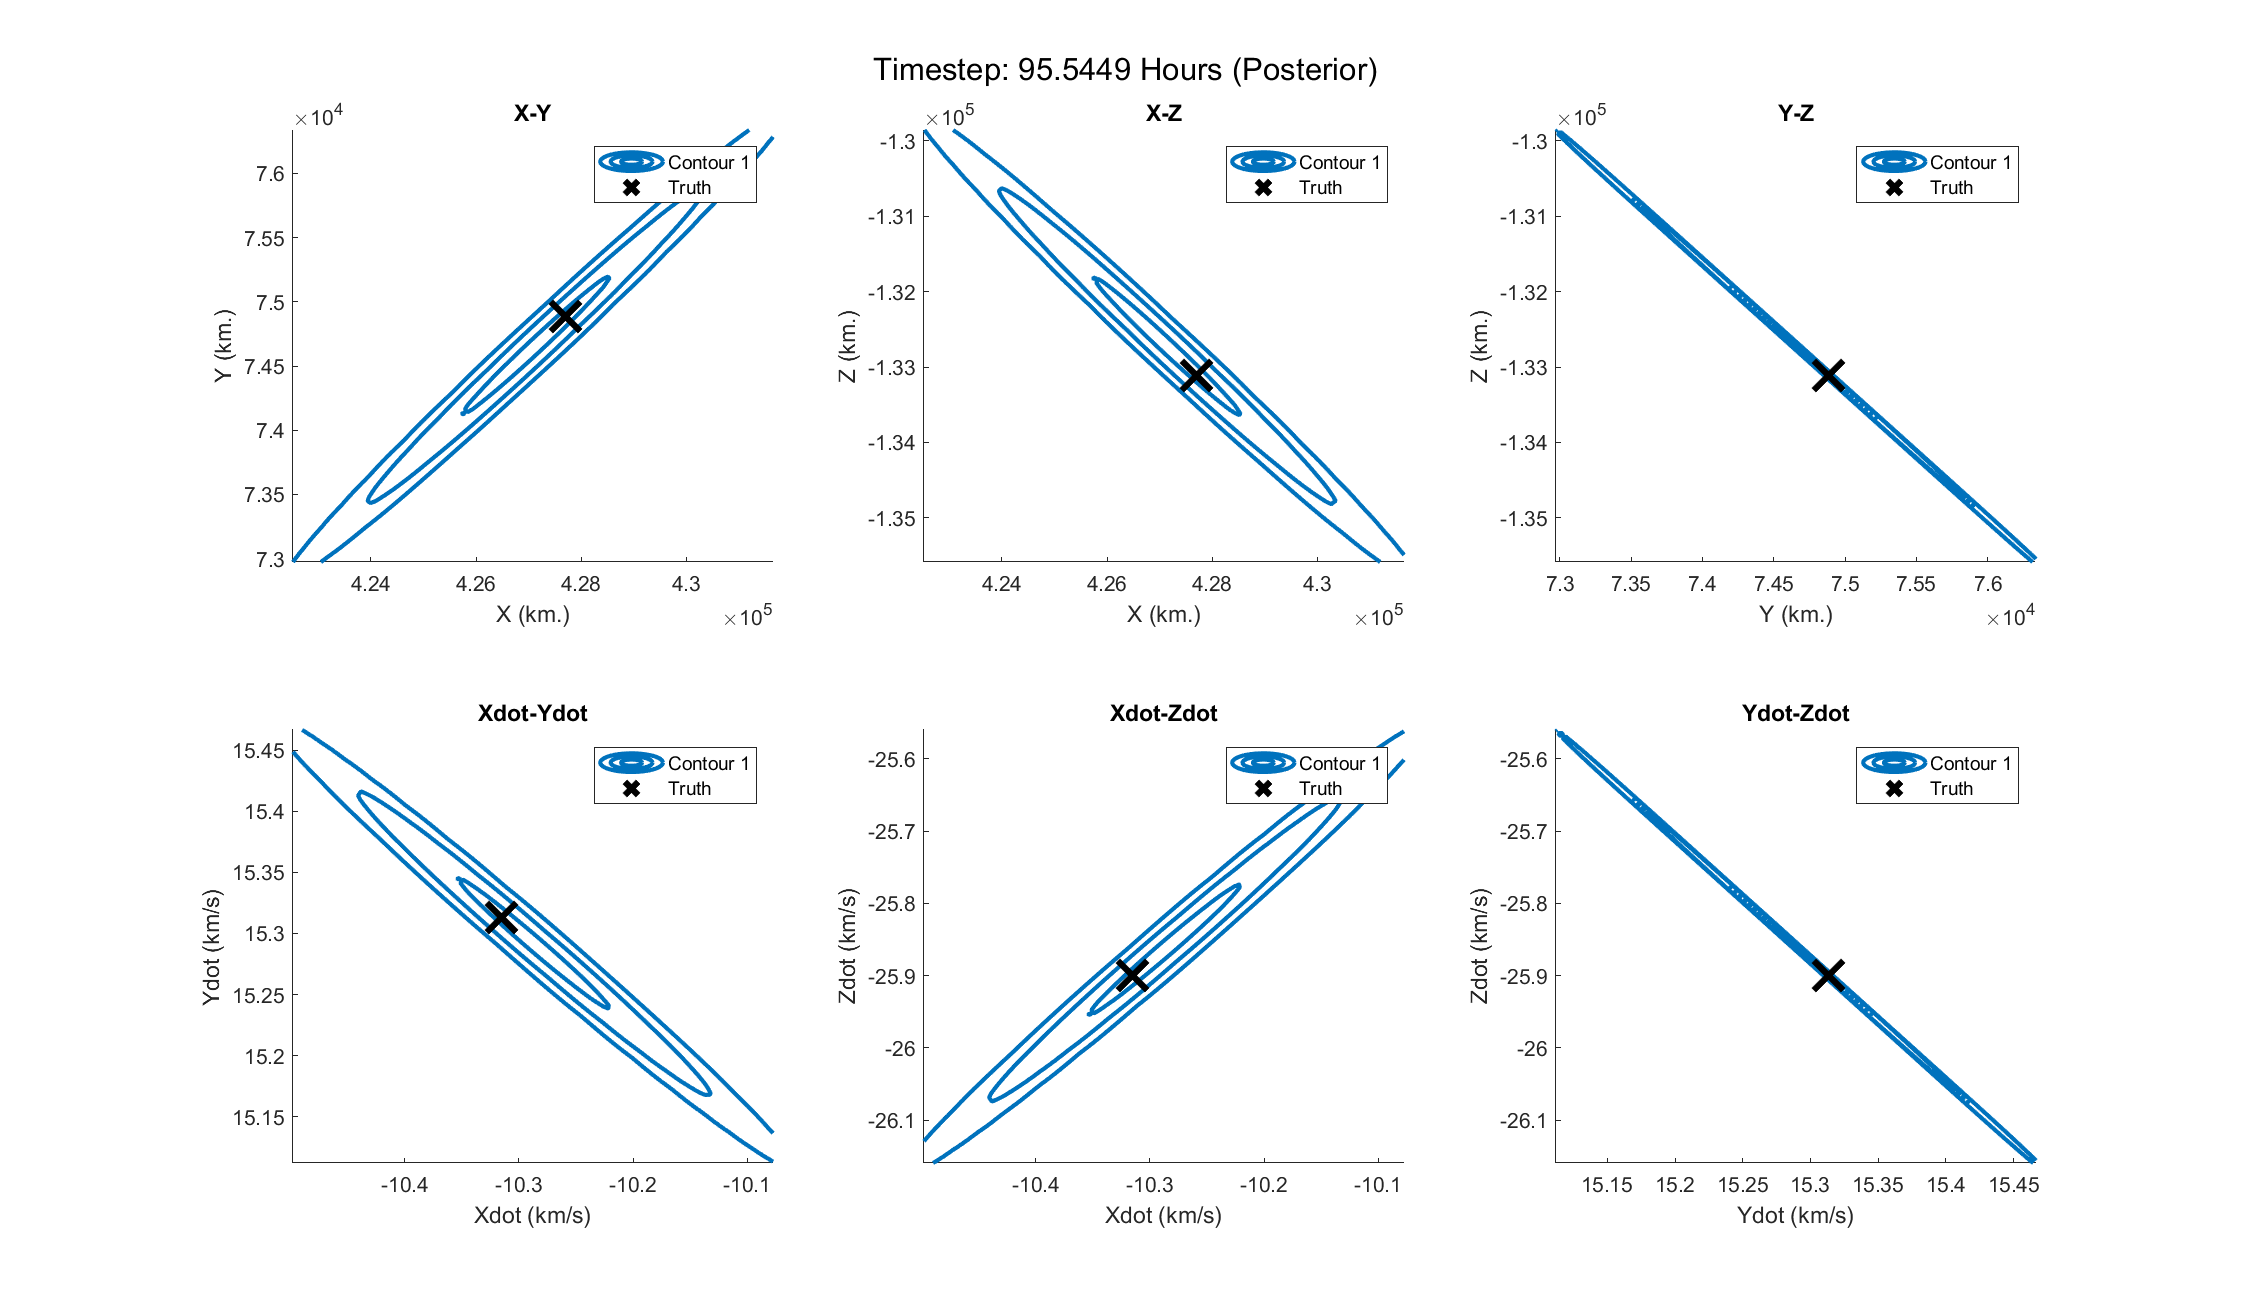 Timestep: 95.5449 Hours (Posterior)
X-Y
×10^4
7.6
7.55
7.5
7.45
7.4
7.35
7.3
Y (km.)
4.24 4.26 4.28 4.3
X (km.)
×10^5
Contour 1
Truth
X-Z
×10^5
-1.3
-1.31
-1.32
-1.33
-1.34
-1.35
Z (km.)
4.24 4.26 4.28 4.3
X (km.)
×10^5
Contour 1
Truth
Y-Z
×10^5
-1.3
-1.31
-1.32
-1.33
-1.34
-1.35
Z (km.)
7.3 7.35 7.4 7.45 7.5 7.55 7.6
Y (km.)
×10^4
Contour 1
Truth
Xdot-Ydot
15.45
15.4
15.35
15.3
15.25
15.2
15.15
Ydot (km/s)
-10.4 -10.3 -10.2 -10.1
Xdot (km/s)
Contour 1
Truth
Xdot-Zdot
-25.6
-25.7
-25.8
-25.9
-26
-26.1
Zdot (km/s)
-10.4 -10.3 -10.2 -10.1
Xdot (km/s)
Contour 1
Truth
Ydot-Zdot
-25.6
-25.7
-25.8
-25.9
-26
-26.1
Zdot (km/s)
15.15 15.2 15.25 15.3 15.35 15.4 15.45
Ydot (km/s)
Contour 1
Truth